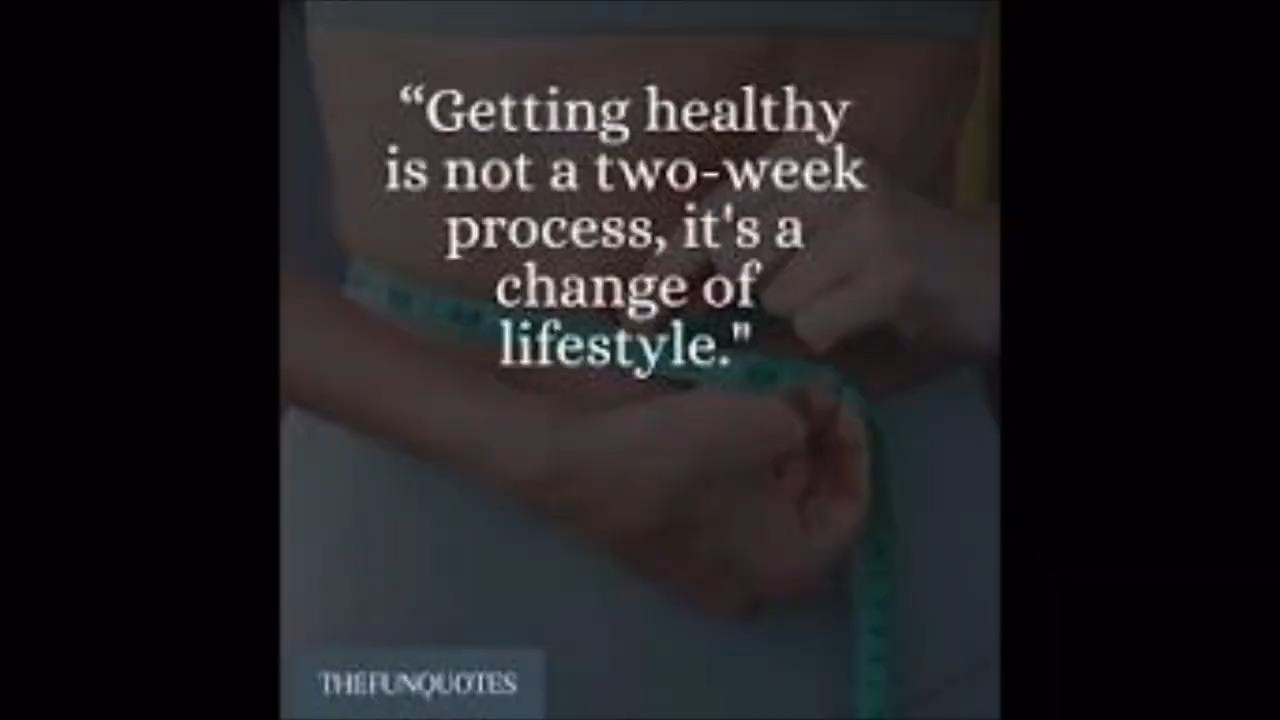 “Getting healthy
is not a two-week
process, it's a
change of
lifestyle."
THEFUNQUOTES